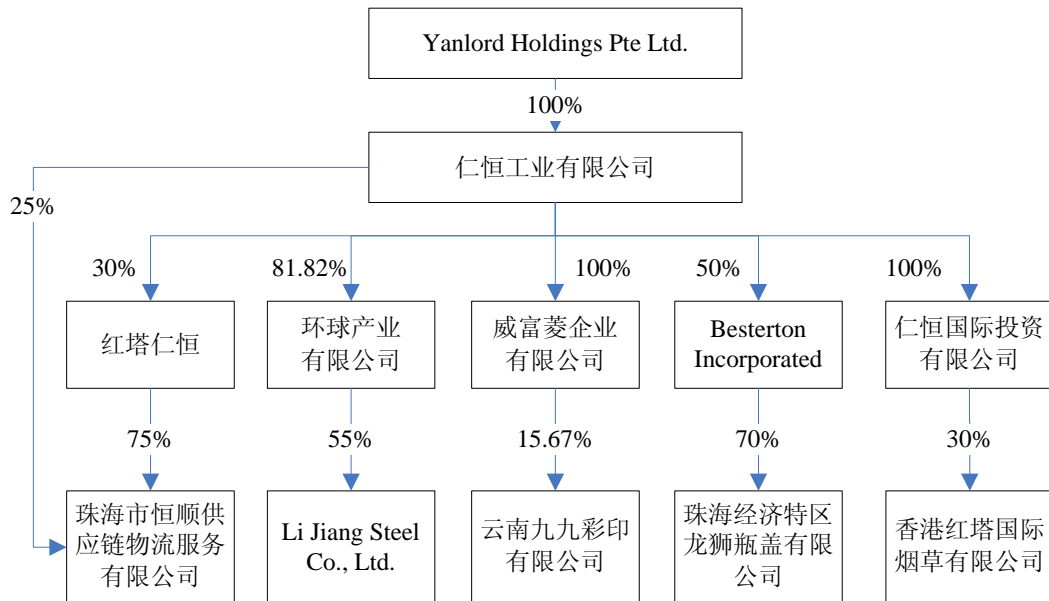 Yanlord Holdings Pte Ltd.
100%
仁恒工业有限公司
25%
30%
81.82%
100%
50%
100%
红塔仁恒
环球产业
有限公司
威富菱企业
有限公司
Besterton
Incorporated
仁恒国际投资
有限公司
75%
55%
15.67%
70%
30%
珠海市恒顺供
应链物流服务
有限公司
Li Jiang Steel
Co., Ltd.
云南九九彩印
有限公司
珠海经济特区
龙狮瓶盖有限
公司
香港红塔国际
烟草有限公司